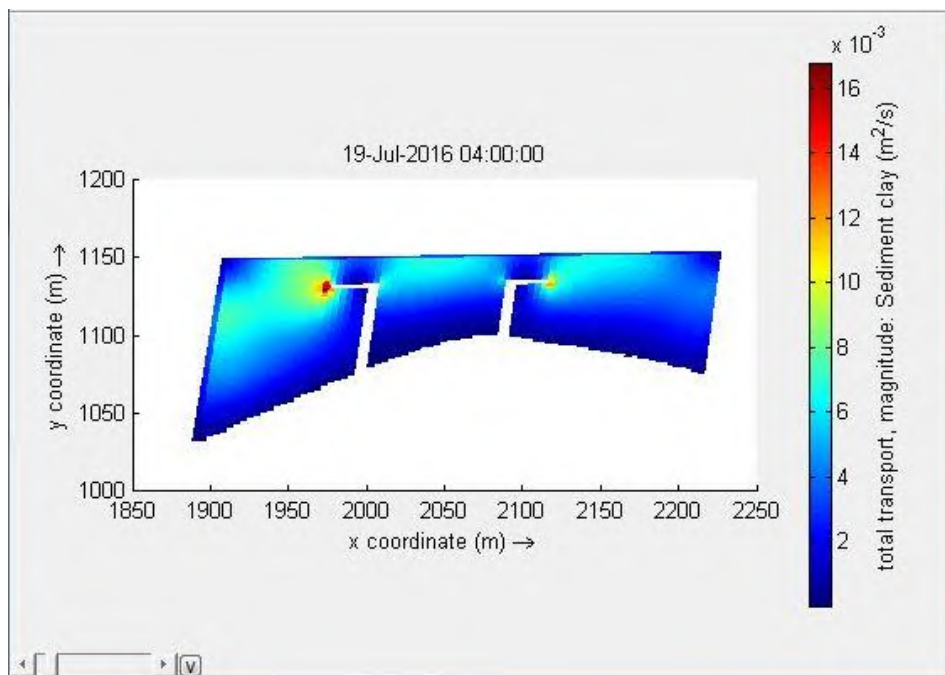 x 10-3
19-Jul-2016 04:00:00
1200
1150
1100
1050
1000
y coordinate (m) →
1850 1900 1950 2000 2050 2100 2150 2200 2250
x coordinate (m) →
16
14
12
10
8
6
4
2
total transport, magnitude: Sediment clay (m2/s)
V